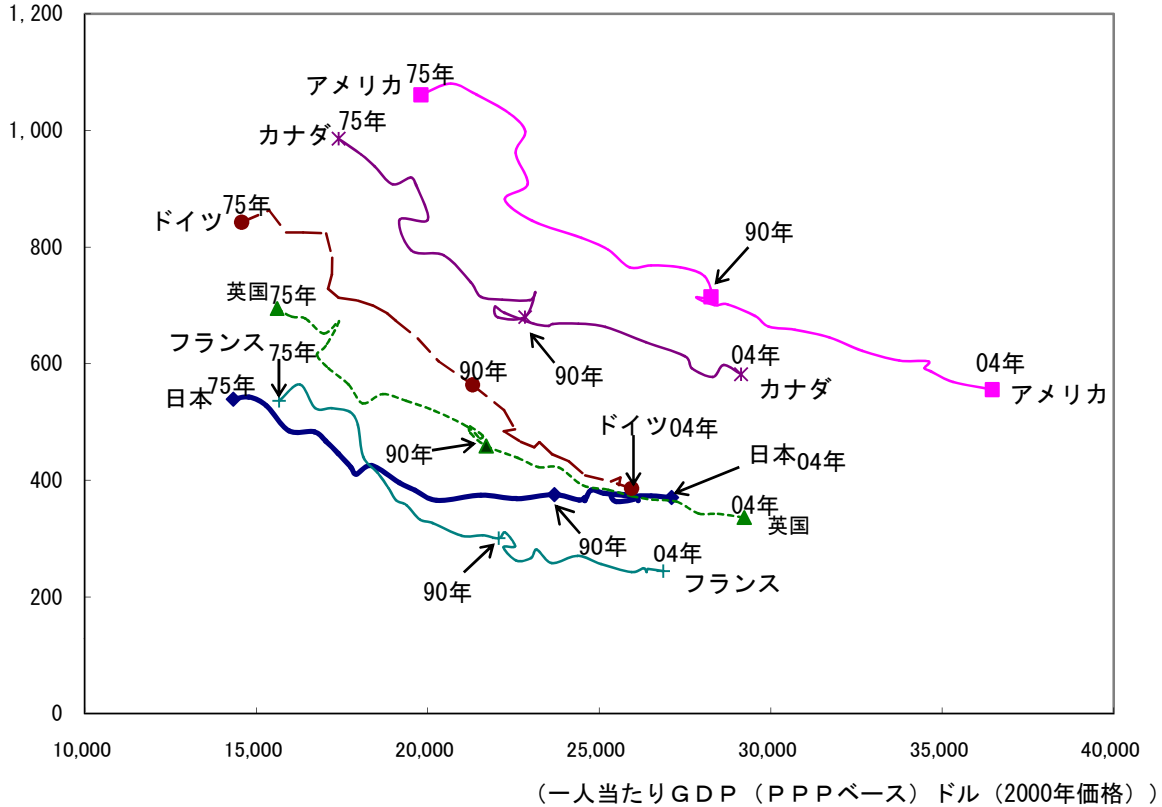 1,200
アメリカ 75年
カナダ 75年
1,000
75年
ドイツ
800
90年
英国 75年
フランス
75年
600
90年
04年
カナダ
90年
04年
アメリカ
日本 75年
ドイツ04年
90年
日本04年
400
04年
英国
90年
04年
90年
フランス
200
0
10,000 15,000 20,000 25,000 30,000 35,000 40,000
(一人当たりGDP(PPPベース)ドル(2000年価格))